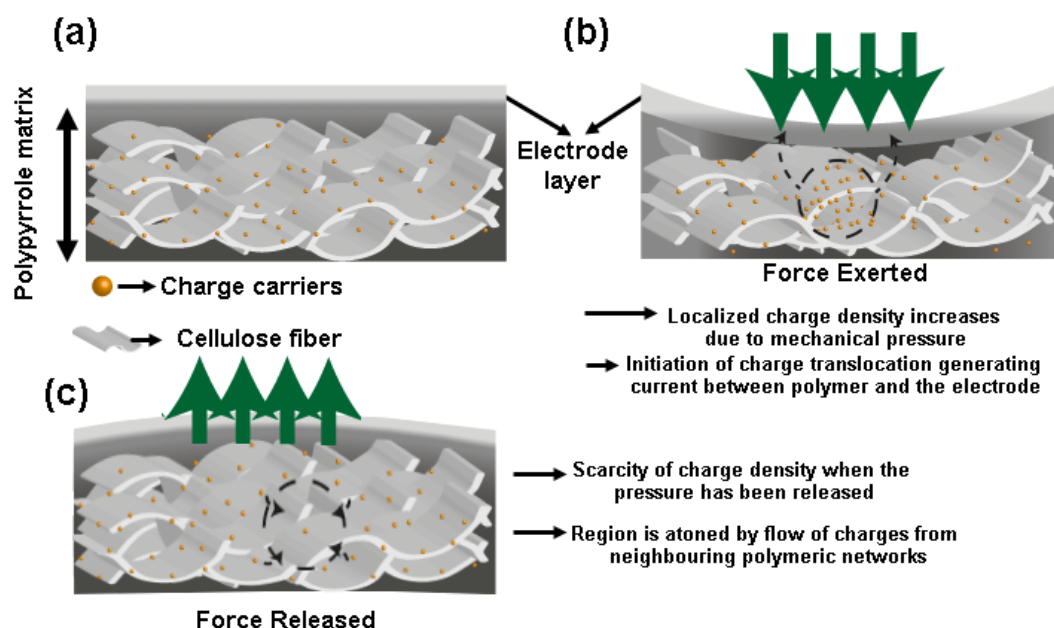 (a)
(b)
Polypyrrole matrix
Electrode
layer
Charge carriers
Cellulose fiber
Force Exerted
Localized charge density increases
due to mechanical pressure
Initiation of charge translocation generating
current between polymer and the electrode
(c)
Scarcity of charge density when the
pressure has been released
Region is atoned by flow of charges from
neighbouring polymeric networks
Force Released